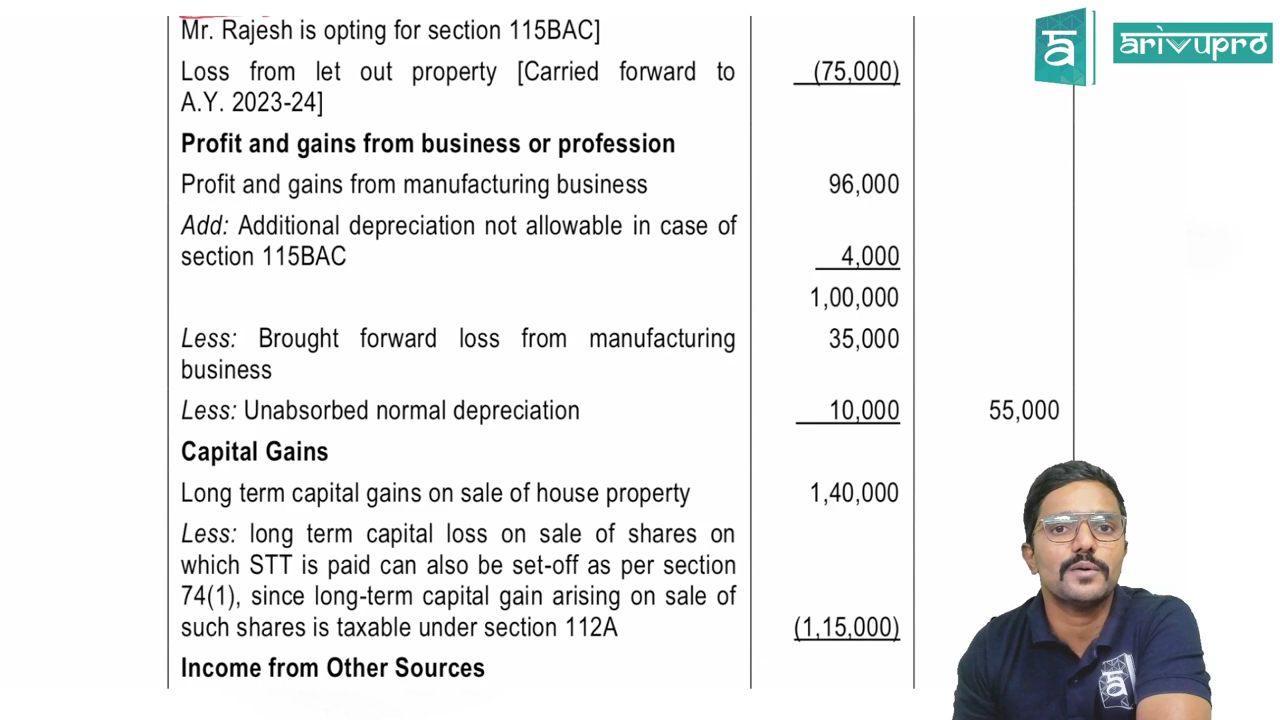 Mr. Rajesh is opting for section 115BAC]
Loss from let out property [Carried forward to (75,000)
A.Y. 2023-24]
Profit and gains from business or profession
Profit and gains from manufacturing business 96,000
Add: Additional depreciation not allowable in case of
section 115BAC 4,000
1,00,000
Less: Brought forward loss from manufacturing 35,000
business
Less: Unabsorbed normal depreciation 10,000 55,000
Capital Gains
Long term capital gains on sale of house property 1,40,000
Less: long term capital loss on sale of shares on
which STT is paid can also be set-off as per section
74(1), since long-term capital gain arising on sale of
such shares is taxable under section 112A (1,15,000)
Income from Other Sources
arivupro